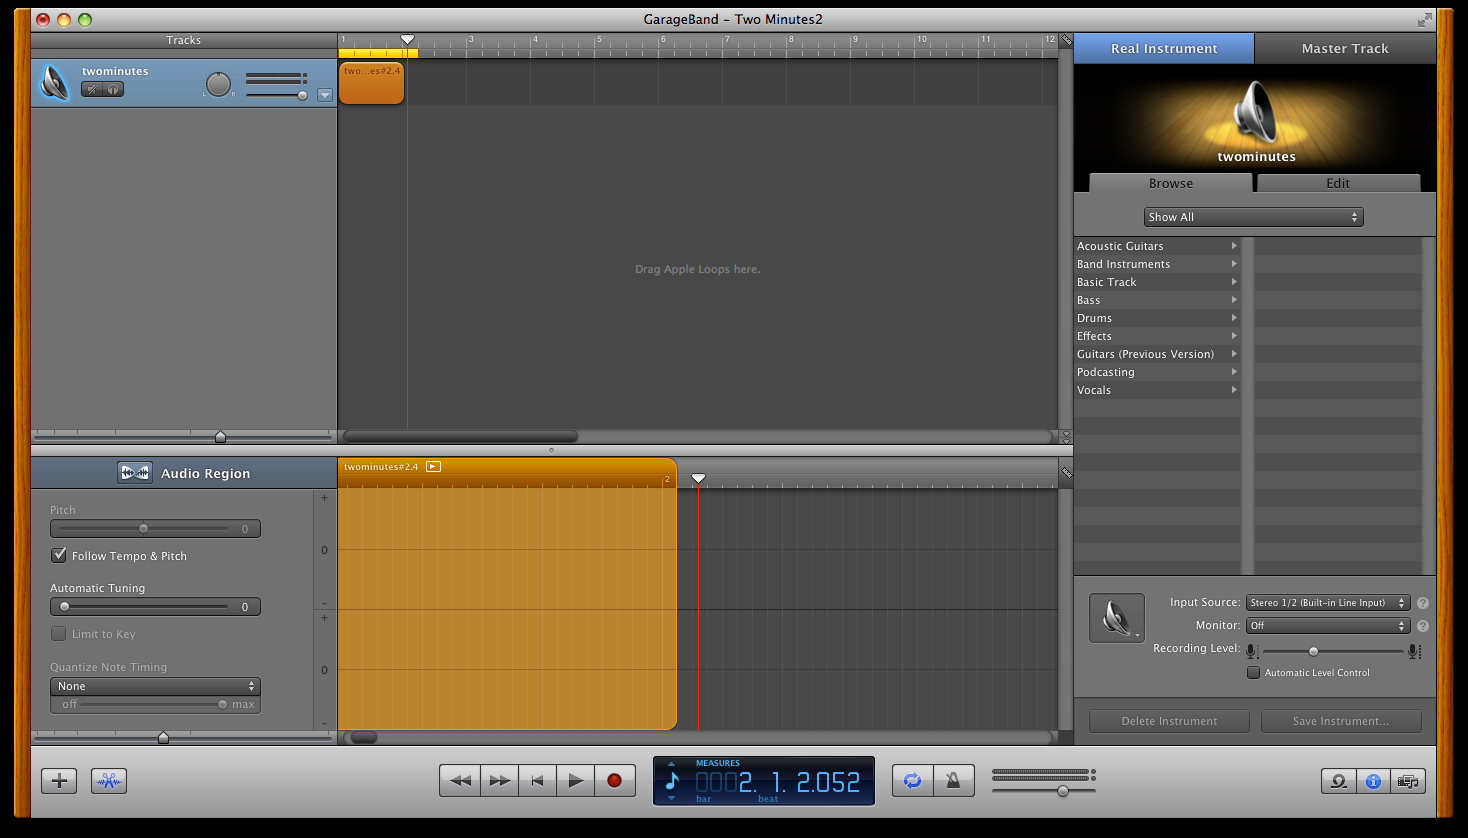 GarageBand - Two Minutes2
Tracks
1 3 4 5 6 7 8 9 10 11 12
Real Instrument
Master Track
twominutes
L R
two...es#2.4
twominutes
Browse
Edit
Show All
Acoustic Guitars
Band Instruments
Basic Track
Bass
Drums
Effects
Guitars (Previous Version)
Podcasting
Vocals
Drag Apple Loops here.
Audio Region
twominutes#2.4
2
Pitch
0
Follow Tempo & Pitch
Automatic Tuning
0
Limit to Key
Quantize Note Timing
None
off max
+
0
-
+
0
-
Input Source: Stereo 1/2 (Built-in Line Input) ?
Monitor: Off ?
Recording Level:
Automatic Level Control
Delete Instrument
Save Instrument...
MEASURES
0002. 1. 2.052
bar beat